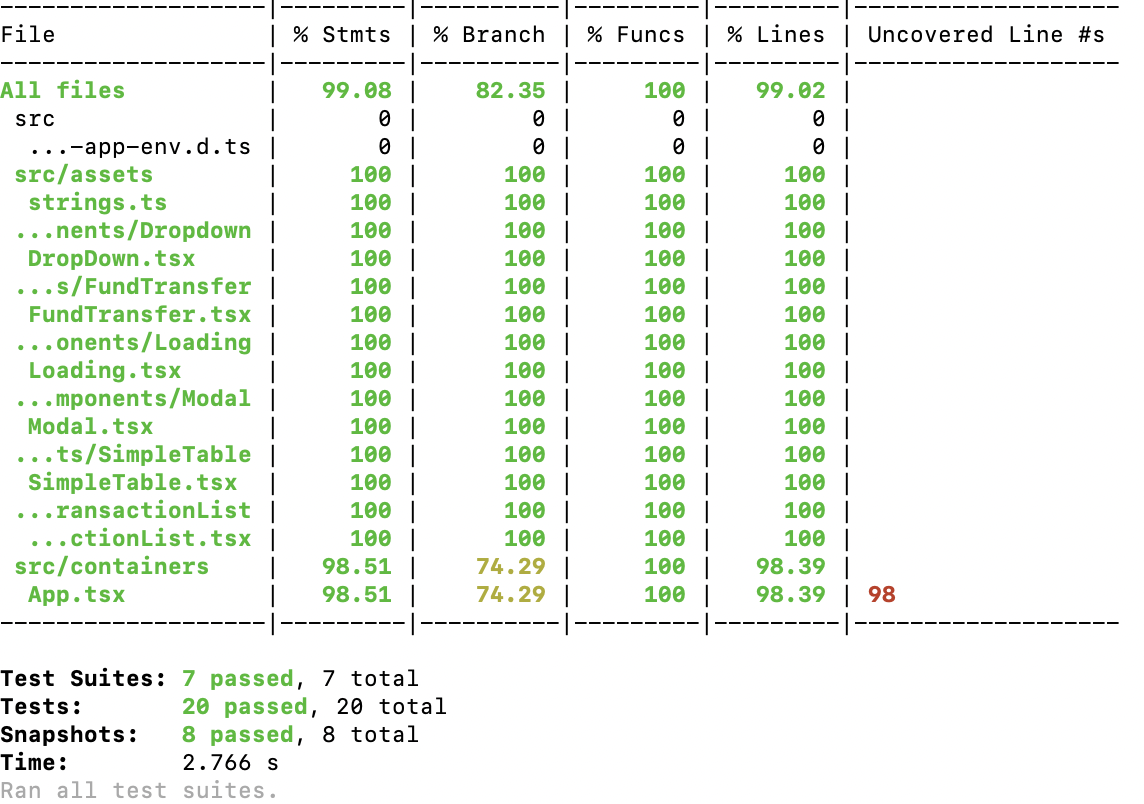 --------------------|---------|----------|---------|---------|-------------------
File                | % Stmts | % Branch | % Funcs | % Lines | Uncovered Line #s
--------------------|---------|----------|---------|---------|-------------------
All files           |   99.08 |    82.35 |     100 |   99.02 |
 src                |       0 |        0 |       0 |       0 |
  ...-app-env.d.ts  |       0 |        0 |       0 |       0 |
 src/assets         |     100 |      100 |     100 |     100 |
  strings.ts        |     100 |      100 |     100 |     100 |
 ...nents/Dropdown  |     100 |      100 |     100 |     100 |
  DropDown.tsx      |     100 |      100 |     100 |     100 |
 ...s/FundTransfer  |     100 |      100 |     100 |     100 |
  FundTransfer.tsx  |     100 |      100 |     100 |     100 |
 ...onents/Loading  |     100 |      100 |     100 |     100 |
  Loading.tsx       |     100 |      100 |     100 |     100 |
 ...mponents/Modal  |     100 |      100 |     100 |     100 |
  Modal.tsx         |     100 |      100 |     100 |     100 |
 ...ts/SimpleTable  |     100 |      100 |     100 |     100 |
  SimpleTable.tsx   |     100 |      100 |     100 |     100 |
 ...ransactionList  |     100 |      100 |     100 |     100 |
  ...ctionList.tsx  |     100 |      100 |     100 |     100 |
 src/containers     |   98.51 |    74.29 |     100 |   98.39 |
  App.tsx           |   98.51 |    74.29 |     100 |   98.39 | 98
--------------------|---------|----------|---------|---------|-------------------
Test Suites: 7 passed, 7 total
Tests:       20 passed, 20 total
Snapshots:   8 passed, 8 total
Time:        2.766 s
Ran all test suites.